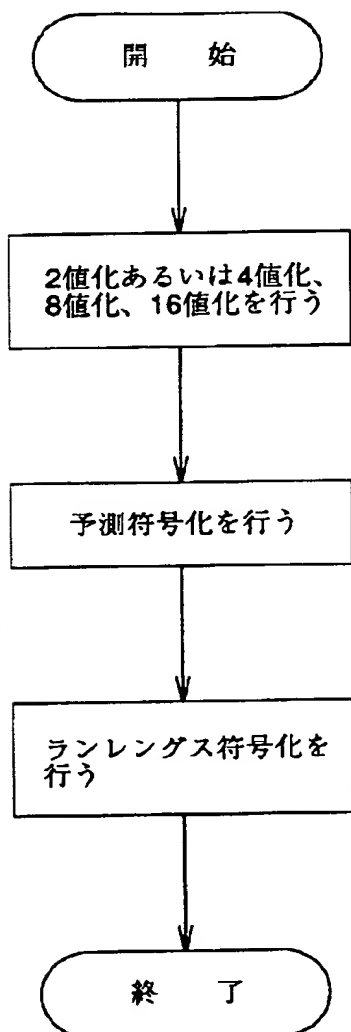 開 始
2値化あるいは4値化、
8値化、16値化を行う
予測符号化を行う
ランレングス符号化を
行う
終 了